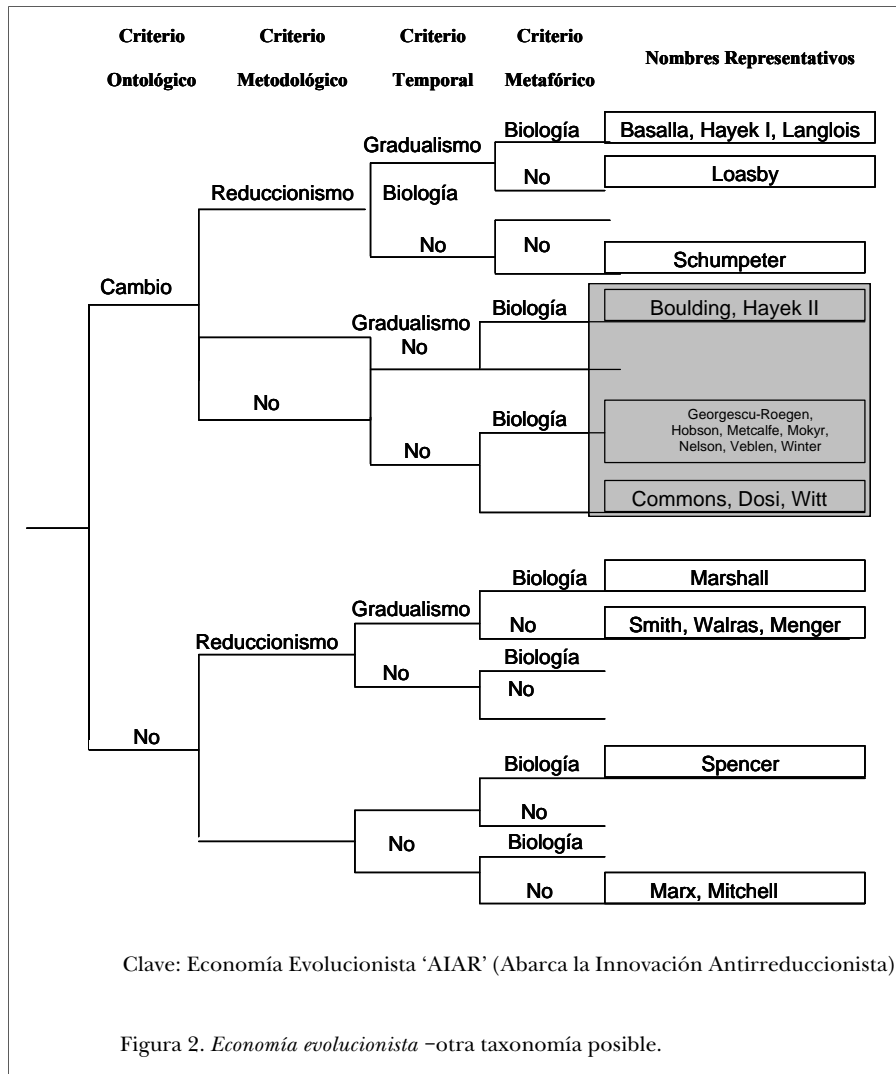 Criterio Criterio Criterio Criterio
Nombres Representativos
Ontológico Metodológico Temporal Metafórico
Biología Basalla, Hayek I, Langlois
Gradualismo
No Loasby
Reduccionismo Biología
No No
Schumpeter
Cambio
Biología Boulding, Hayek II
Gradualismo
No
No
Biología Georgescu-Roegen,
Hobson, Metcalfe, Mokyr,
Nelson, Veblen, Winter
No
Commons, Dosi, Witt
Biología Marshall
Gradualismo
No Smith, Walras, Menger
Reduccionismo
Biología
No No
No
Biología Spencer
No
No Biología
No Marx, Mitchell
Clave: Economía Evolucionista ‘AIAR’ (Abarca la Innovación Antirreduccionista)
Figura 2. Economía evolucionista –otra taxonomía posible.